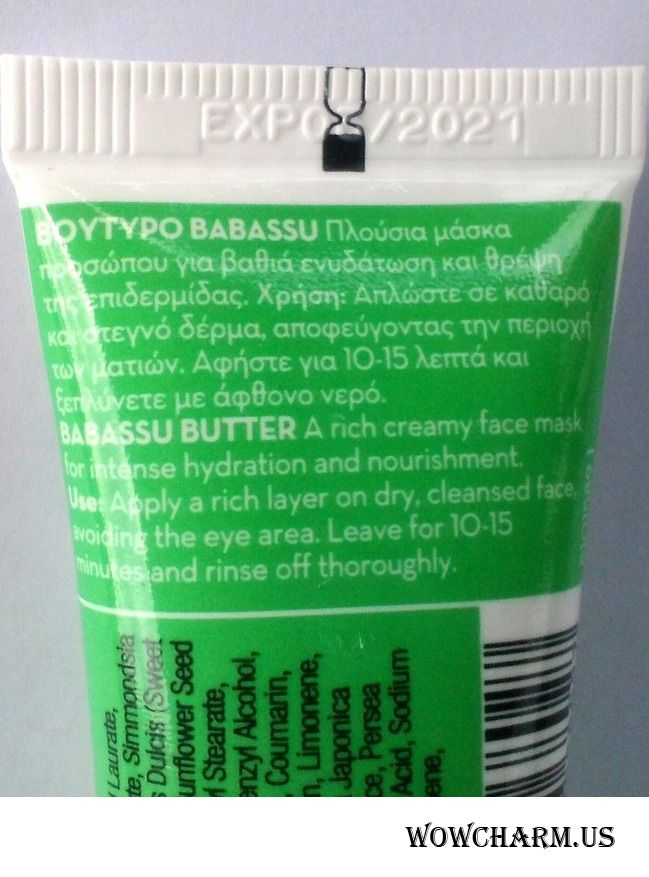 EXP 07/2021
ΒΟΥΤΥΡΟ BABASSU Πλούσια μάσκα
προσώπου για βαθιά ενυδάτωση και θρέψη
της επιδερμίδας. Χρήση: Απλώστε σε καθαρό
και στεγνό δέρμα, αποφεύγοντας την περιοχή
των ματιών. Αφήστε για 10-15 λεπτά και
ξεπλύνετε με άφθονο νερό.
BABASSU BUTTER A rich creamy face mask
for intense hydration and nourishment.
Use: Apply a rich layer on dry, cleansed face,
avoiding the eye area. Leave for 10-15
minutes and rinse off thoroughly.
Laurate,
Simmondsia
Dulcis (Sweet
Sunflower Seed
Stearate,
Benzyl Alcohol,
Coumarin,
Limonene,
Japonica
Persea
Acid, Sodium
WOWCHARM.US